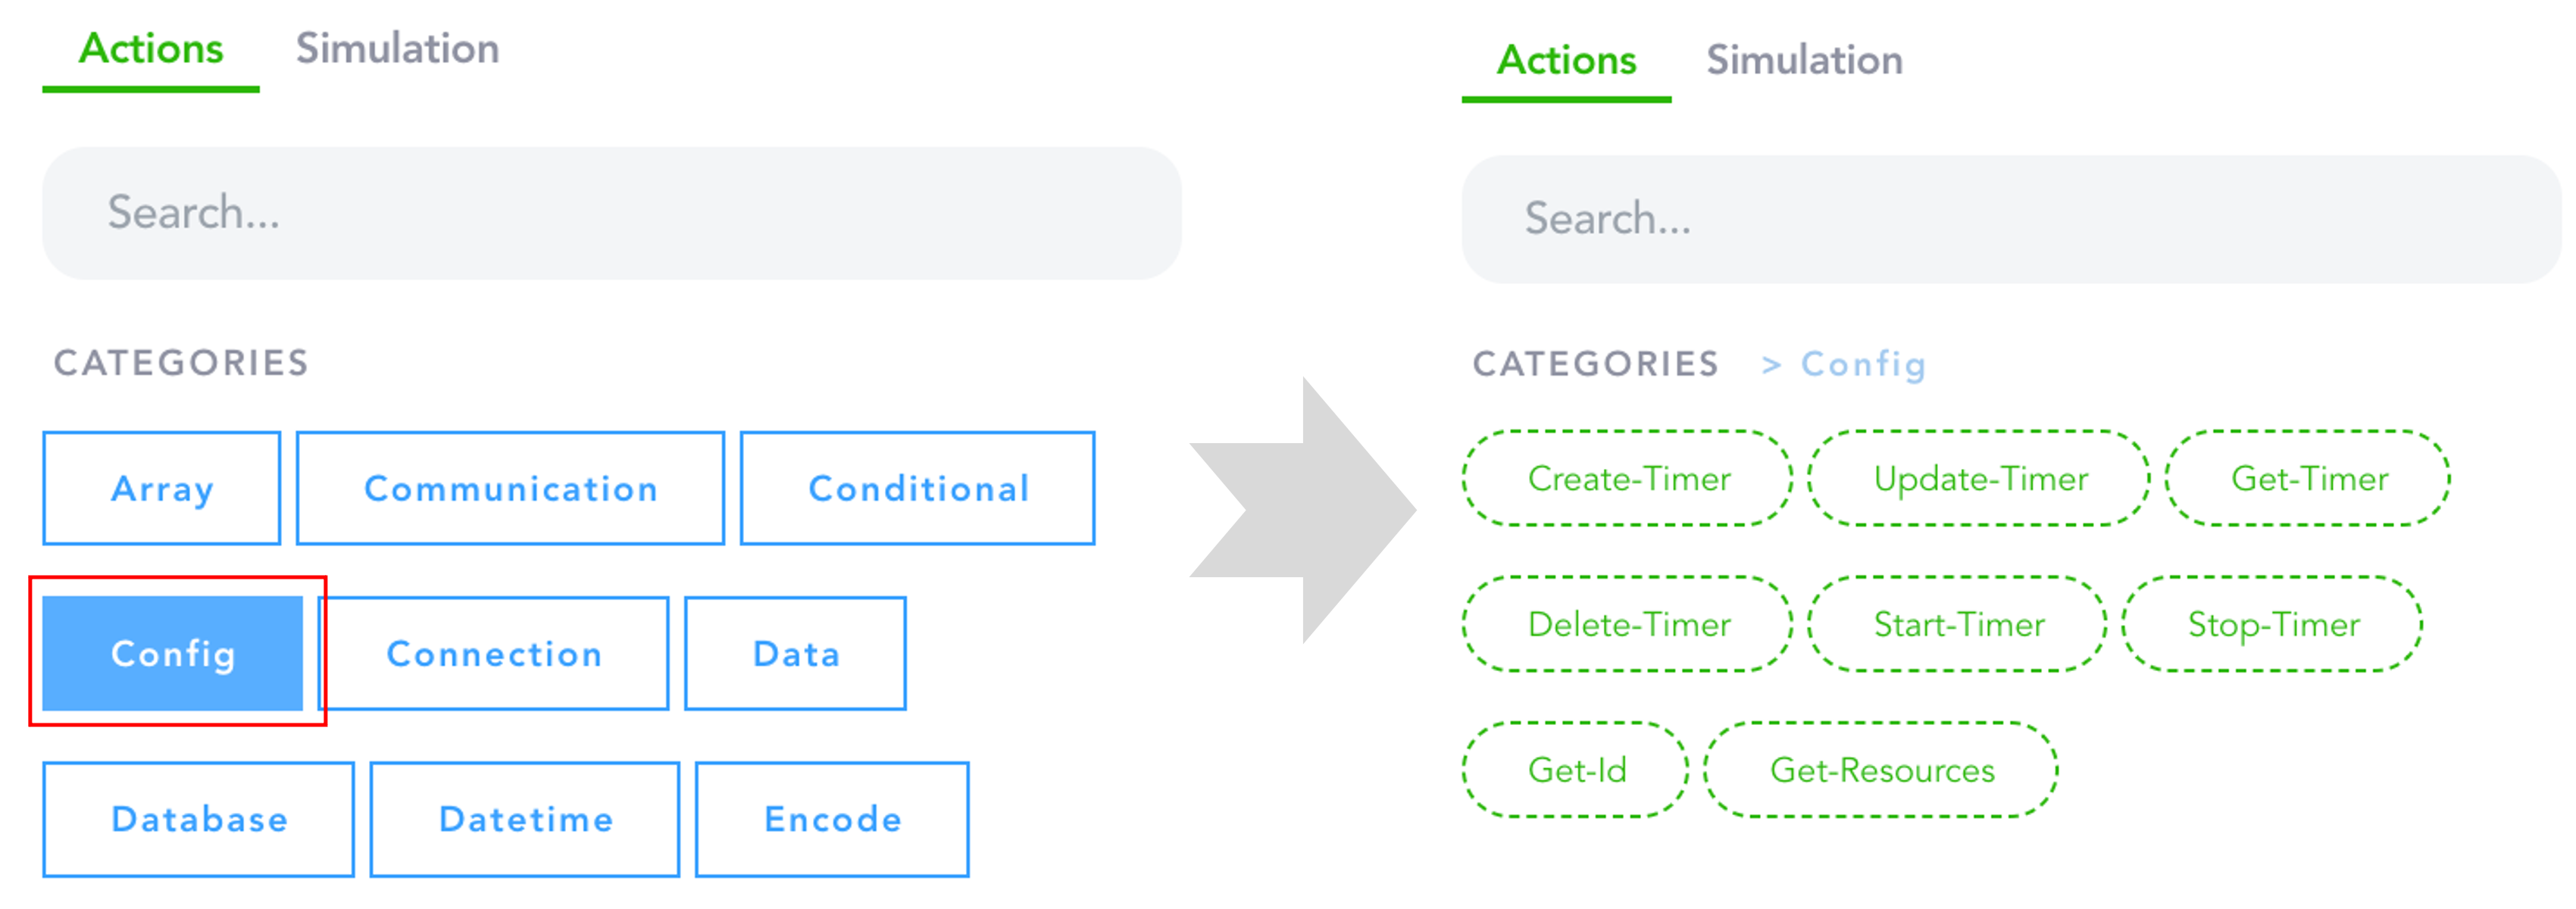 Actions Simulation
Search...
CATEGORIES
Array Communication Conditional
Config Connection Data
Database Datetime Encode
Actions Simulation
Search...
CATEGORIES > Config
Create-Timer Update-Timer Get-Timer
Delete-Timer Start-Timer Stop-Timer
Get-Id Get-Resources